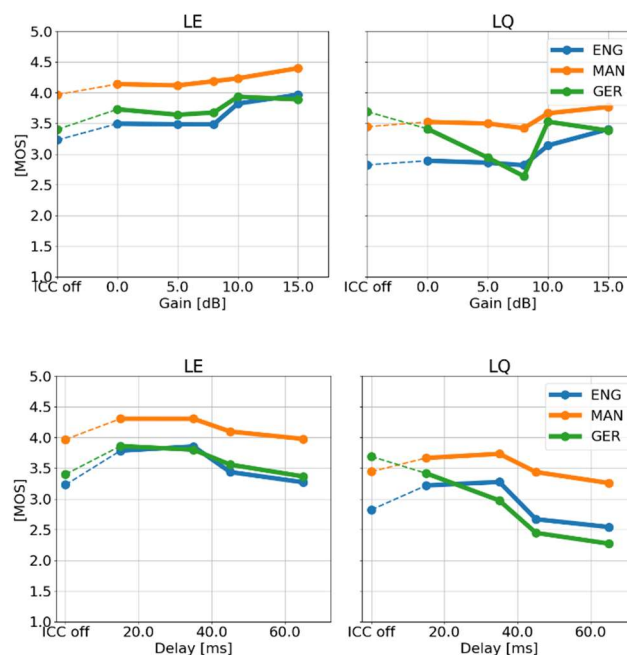 LE
LQ
5.0
4.5
4.0
3.5
3.0
2.5
2.0
1.5
1.0
[MOS]
ENG
MAN
GER
ICC off 0.0 5.0 10.0 15.0
ICC off 0.0 5.0 10.0 15.0
Gain [dB]
Gain [dB]
LE
LQ
5.0
4.5
4.0
3.5
3.0
2.5
2.0
1.5
1.0
[MOS]
ENG
MAN
GER
ICC off 20.0 40.0 60.0
ICC off 20.0 40.0 60.0
Delay [ms]
Delay [ms]